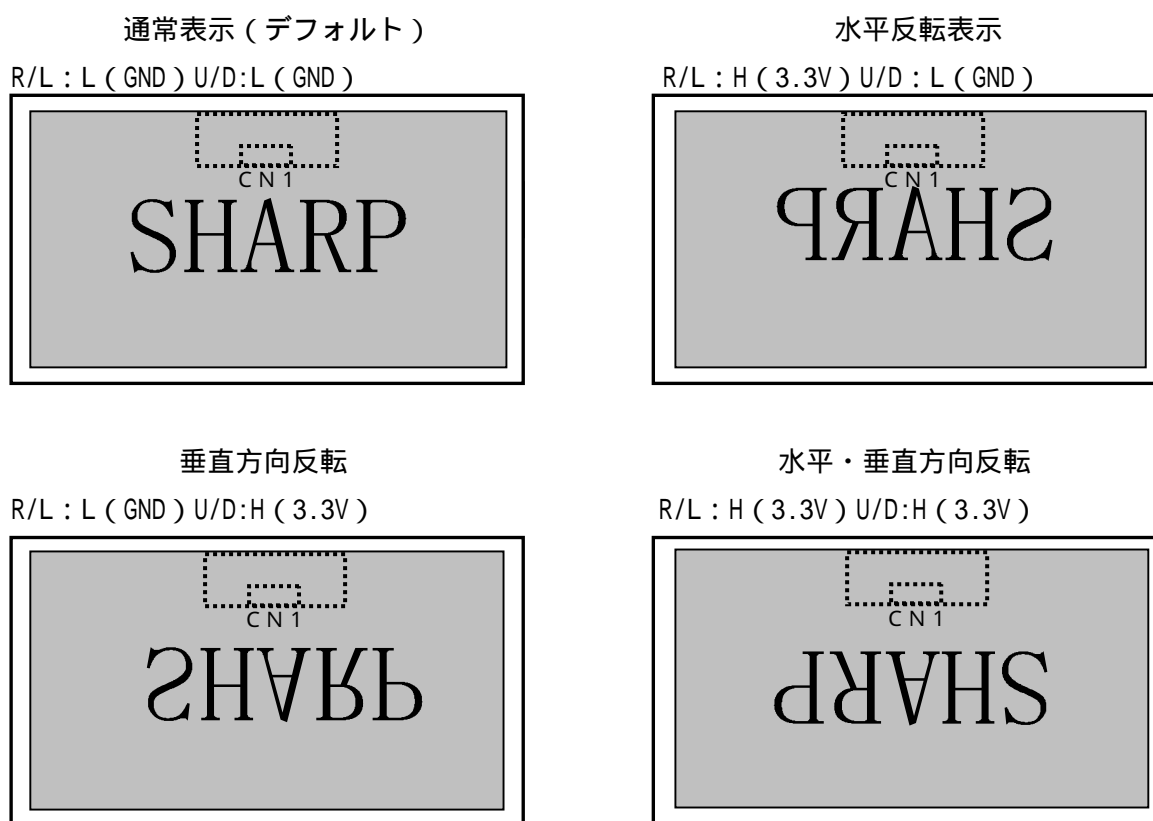 通常表示(デフォルト)
R/L:L(GND)U/D:L(GND)
CN1
SHARP
水平反転表示
R/L:H(3.3V)U/D:L(GND)
CN1
SHARP
垂直方向反転
R/L:L(GND)U/D:H(3.3V)
CN1
SHARP
水平・垂直方向反転
R/L:H(3.3V)U/D:H(3.3V)
CN1
SHARP